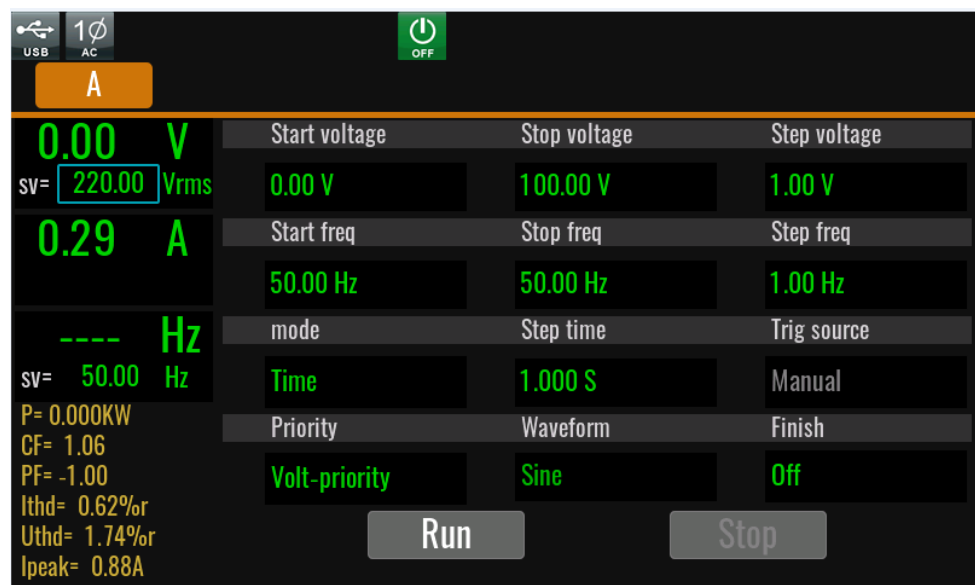 USB 1Ø AC OFF
A
0.00 V
sv= 220.00 Vrms
0.29 A
---- Hz
sv= 50.00 Hz
P= 0.000KW
CF= 1.06
PF= -1.00
Ithd= 0.62%r
Uthd= 1.74%r
Ipeak= 0.88A
Start voltage Stop voltage Step voltage
0.00 V 100.00 V 1.00 V
Start freq Stop freq Step freq
50.00 Hz 50.00 Hz 1.00 Hz
mode Step time Trig source
Time 1.000 S Manual
Priority Waveform Finish
Volt-priority Sine Off
Run Stop